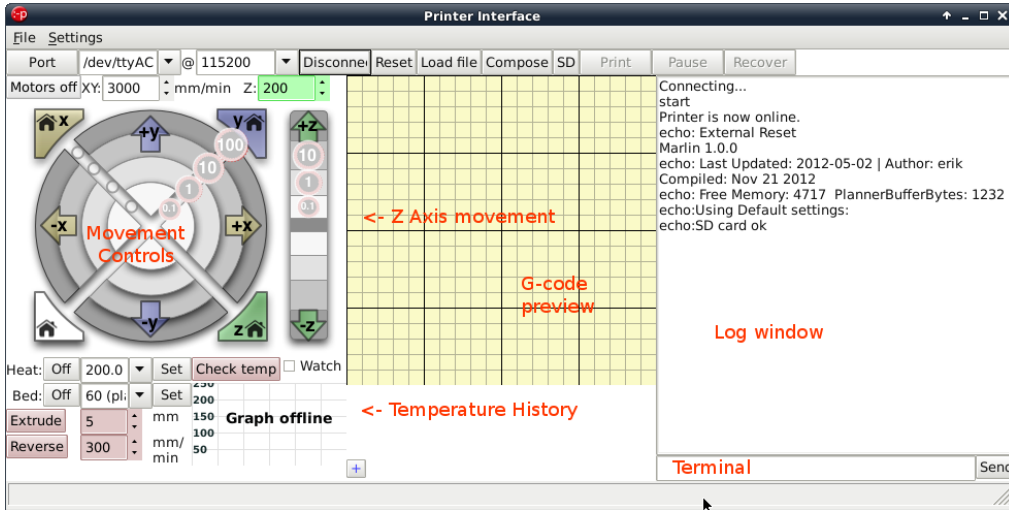 Printer Interface
File Settings
Port /dev/ttyAC @ 115200 Disconne Reset Load file Compose SD Print Pause Recover
Motors off XY: 3000 mm/min Z: 200
x +y y +z
100
10
1
0.1
10
1
0.1
-x +x
Movement
Controls
-y z -z
<- Z Axis movement
G-code
preview
Connecting...
start
Printer is now online.
echo: External Reset
Marlin 1.0.0
echo: Last Updated: 2012-05-02 | Author: erik
Compiled: Nov 21 2012
echo: Free Memory: 4717 PlannerBufferBytes: 1232
echo:Using Default settings:
echo:SD card ok
Log window
Heat: Off 200.0 Set Check temp Watch
Bed: Off 60 (pla Set
Extrude 5 mm
Reverse 300 mm/
min
250
200
150 Graph offline
100
50
<- Temperature History
+
Terminal Send